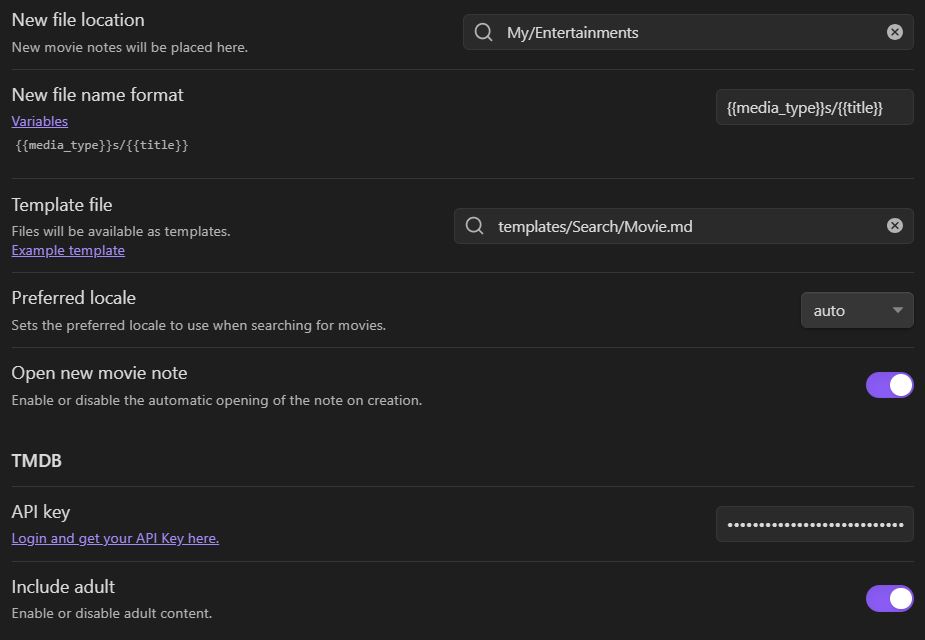 New file location
New movie notes will be placed here.
My/Entertainments
New file name format
Variables
{{media_type}}s/{{title}}
{{media_type}}s/{{title}}
Template file
Files will be available as templates.
Example template
templates/Search/Movie.md
Preferred locale
Sets the preferred locale to use when searching for movies.
auto
Open new movie note
Enable or disable the automatic opening of the note on creation.
TMDB
API key
Login and get your API Key here.
••••••••••••••••••••••••••••
Include adult
Enable or disable adult content.